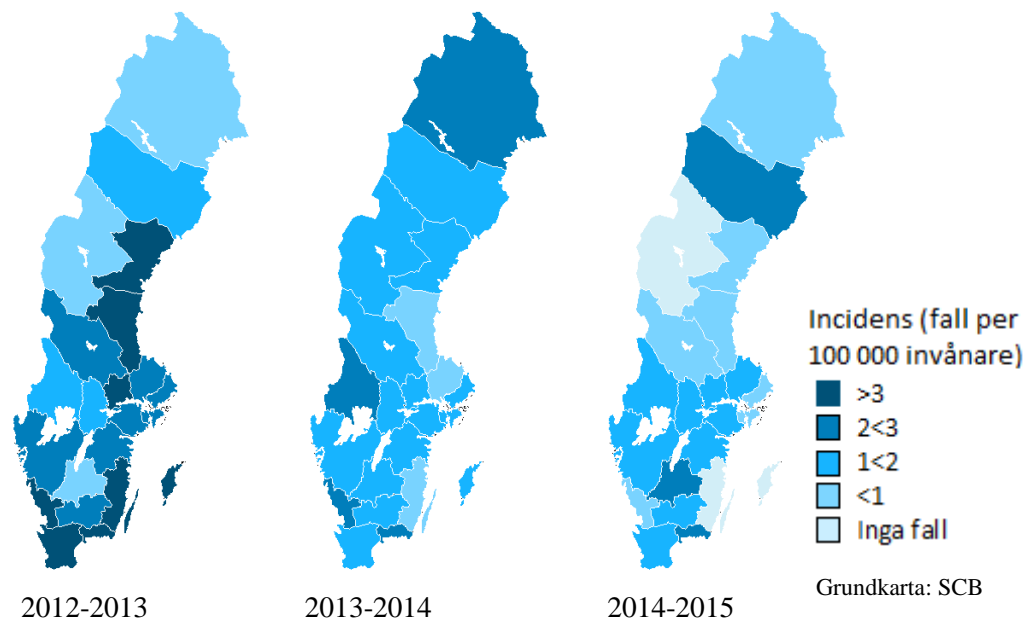 Incidens (fall per
100 000 invånare)
>3
2<3
1<2
<1
Inga fall
Grundkarta: SCB
2012-2013
2013-2014
2014-2015